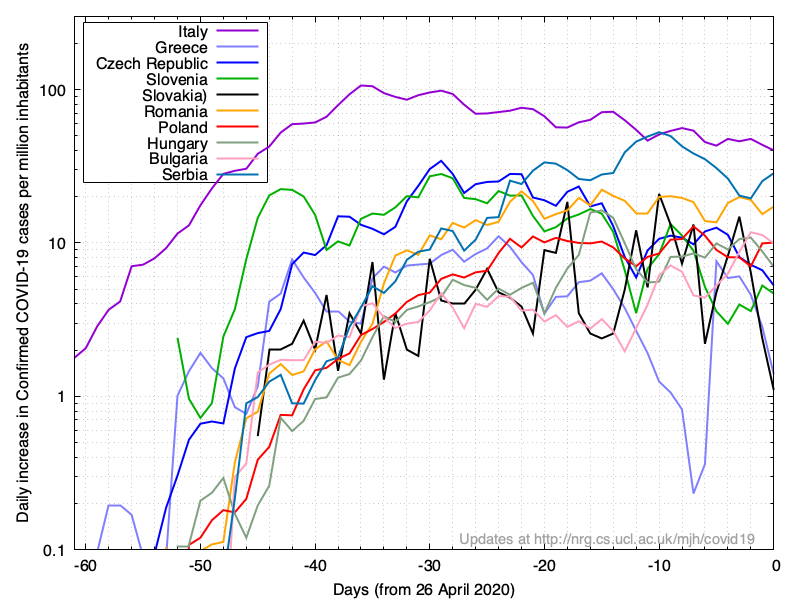 Daily increase in Confirmed COVID-19 cases per million inhabitants
100
10
1
0.1
Italy
Greece
Czech Republic
Slovenia
Slovakia)
Romania
Poland
Hungary
Bulgaria
Serbia
Updates at http://nrg.cs.ucl.ac.uk/mjh/covid19
-60 -50 -40 -30 -20 -10 0
Days (from 26 April 2020)